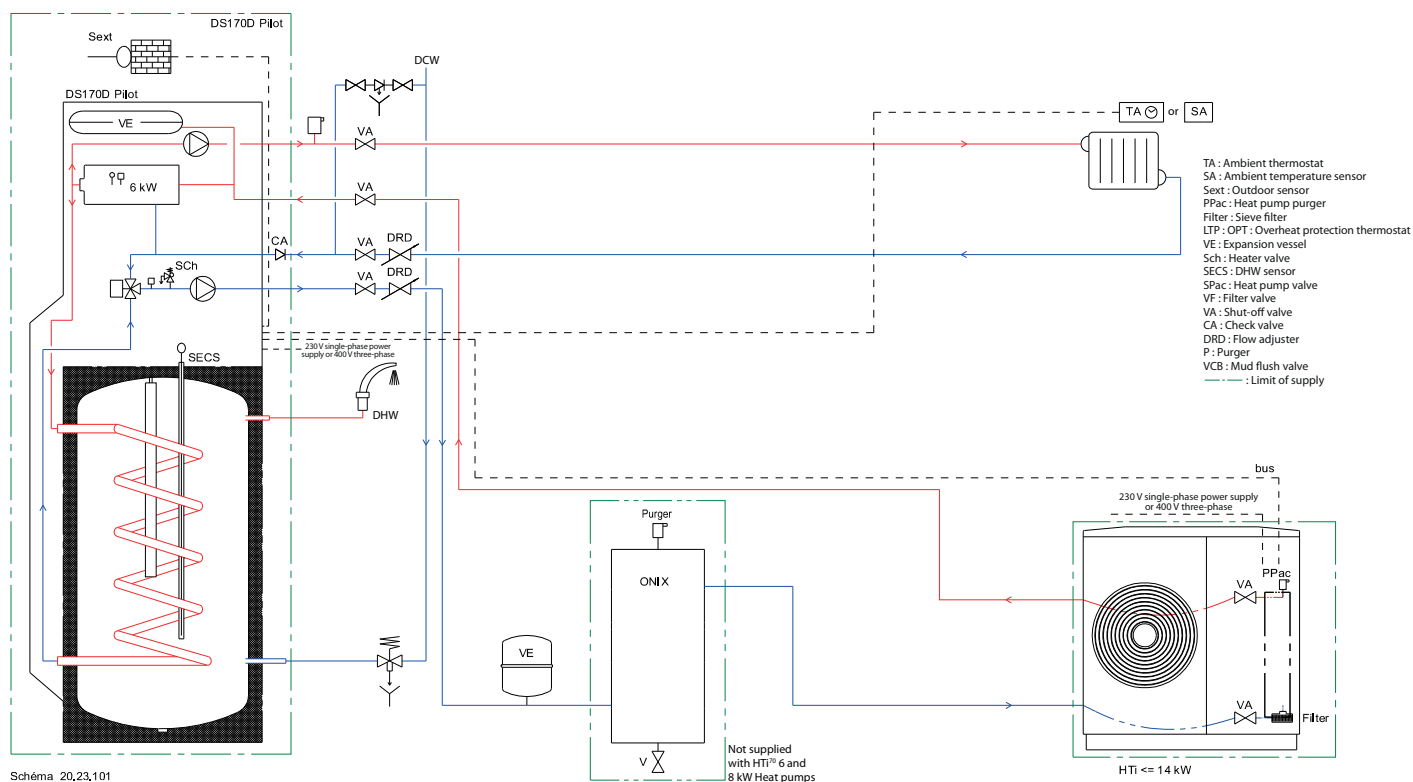 DS170D Pilot
Sext
DCW
DS170D Pilot
VE
VA
TA or SA
6 kW
VA
CA
VA
DRD
SCh
VA
DRD
SECS
230 V single-phase power
supply or 400 V three-phase
DHW
TA : Ambient thermostat
SA : Ambient temperature sensor
Sext : Outdoor sensor
PPac : Heat pump purger
Filter : Sieve filter
LTP : OPT : Overheat protection thermostat
VE : Expansion vessel
Sch : Heater valve
SECS : DHW sensor
SPac : Heat pump valve
VF : Filter valve
VA : Shut-off valve
CA : Check valve
DRD : Flow adjuster
P : Purger
VCB : Mud flush valve
: Limit of supply
bus
230 V single-phase power supply
or 400 V three-phase
Purger
ONIX
PPac
VA
VE
VA
Filter
V
Not supplied
with HTi⁷⁰ 6 and
8 kW Heat pumps
HTi <= 14 kW
Schéma 20.23.101